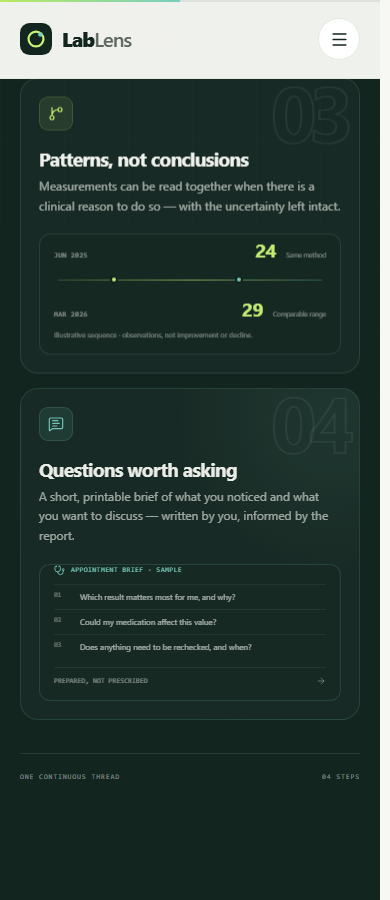 LabLens
03
Patterns, not conclusions
Measurements can be read together when there is a
clinical reason to do so — with the uncertainty left intact.
JUN 2025 24 Same method
MAR 2026 29 Comparable range
Illustrative sequence · observations, not improvement or decline.
04
Questions worth asking
A short, printable brief of what you noticed and what
you want to discuss — written by you, informed by the
report.
APPOINTMENT BRIEF · SAMPLE
01 Which result matters most for me, and why?
02 Could my medication affect this value?
03 Does anything need to be rechecked, and when?
PREPARED, NOT PRESCRIBED
ONE CONTINUOUS THREAD 04 STEPS